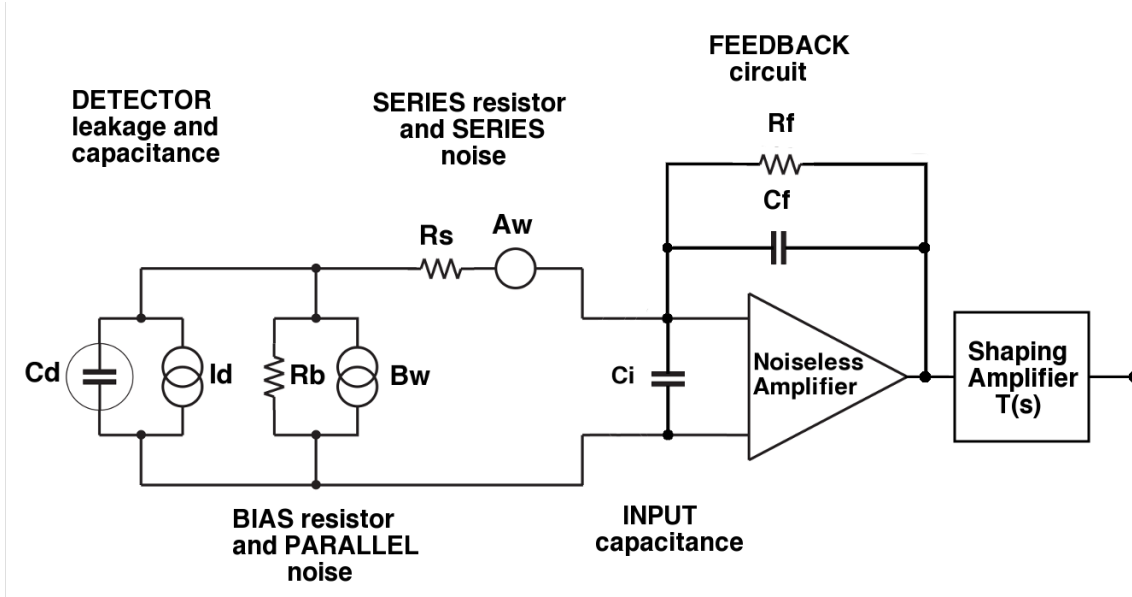 FEEDBACK
circuit
DETECTOR
leakage and
capacitance
SERIES resistor
and SERIES
noise
Rf
Cf
Rs
Aw
Cd
Id
Rb
Bw
Ci
Noiseless
Amplifier
Shaping
Amplifier
T(s)
BIAS resistor
and PARALLEL
noise
INPUT
capacitance